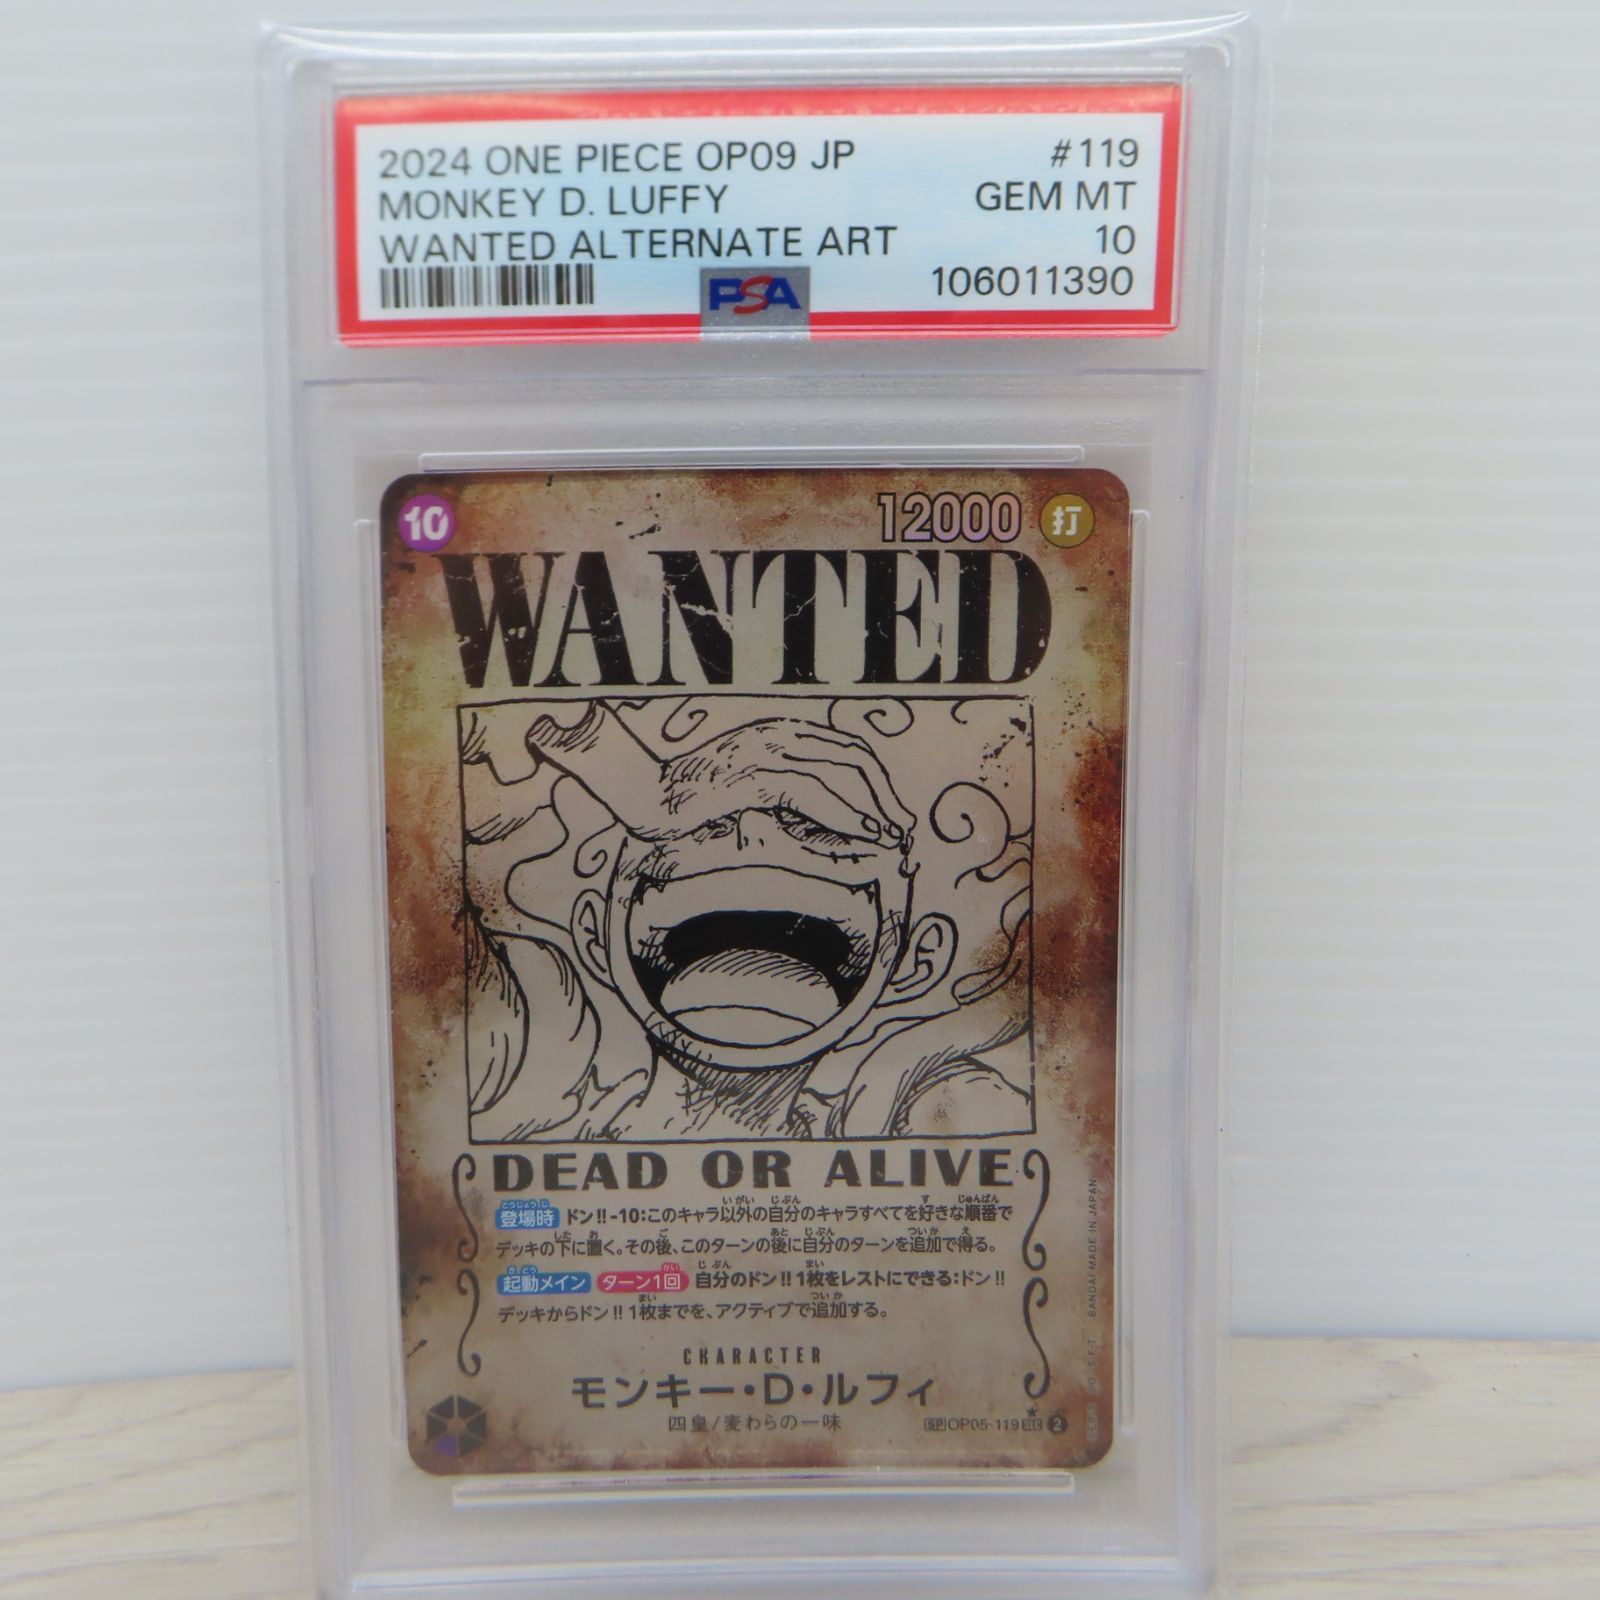 2024 ONE PIECE OP09 JP #119
MONKEY D. LUFFY GEM MT
WANTED ALTERNATE ART 10
PSA 106011390
10 12000 打
WANTED
DEAD OR ALIVE
登場時 ドン!!-10:このキャラ以外の自分のキャラすべてを好きな順番で
デッキの下に置く。その後、このターンの後に自分のターンを追加で得る。
起動メイン ターン1回 自分のドン!!1枚をレストにできる:ドン!!
デッキからドン!!1枚までを、アクティブで追加する。
CHARACTER
モンキー・D・ルフィ
四皇/麦わらの一味
SP OP05-119 SEC 2
BANDAI MADE IN JAPAN